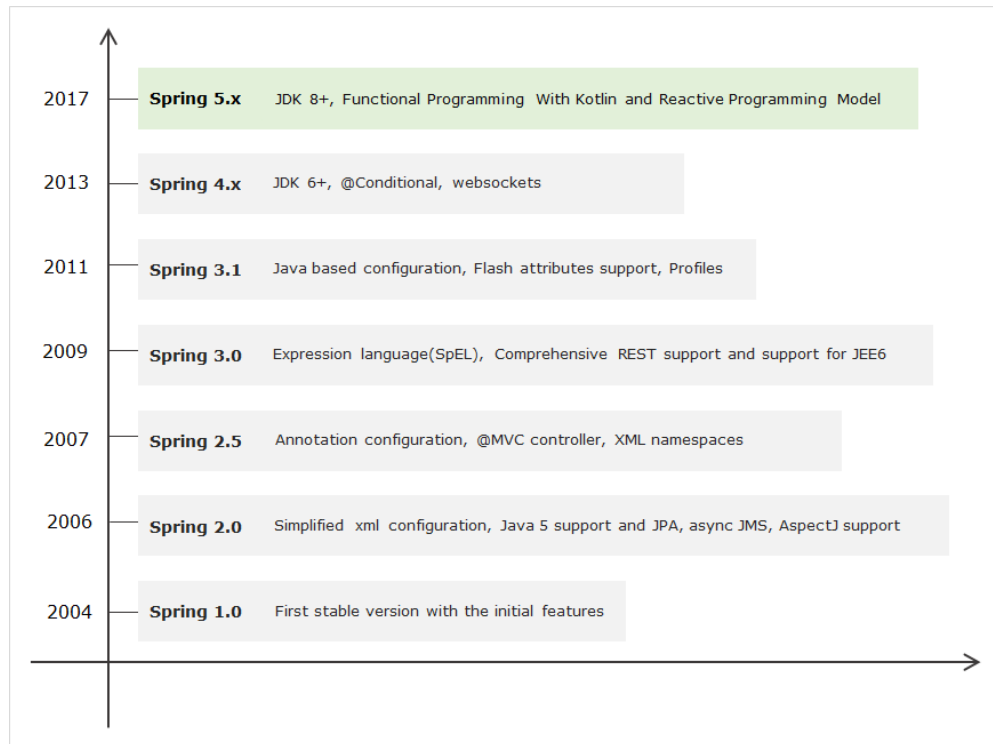 2017 Spring 5.x JDK 8+, Functional Programming With Kotlin and Reactive Programming Model
2013 Spring 4.x JDK 6+, @Conditional, websockets
2011 Spring 3.1 Java based configuration, Flash attributes support, Profiles
2009 Spring 3.0 Expression language(SpEL), Comprehensive REST support and support for JEE6
2007 Spring 2.5 Annotation configuration, @MVC controller, XML namespaces
2006 Spring 2.0 Simplified xml configuration, Java 5 support and JPA, async JMS, AspectJ support
2004 Spring 1.0 First stable version with the initial features